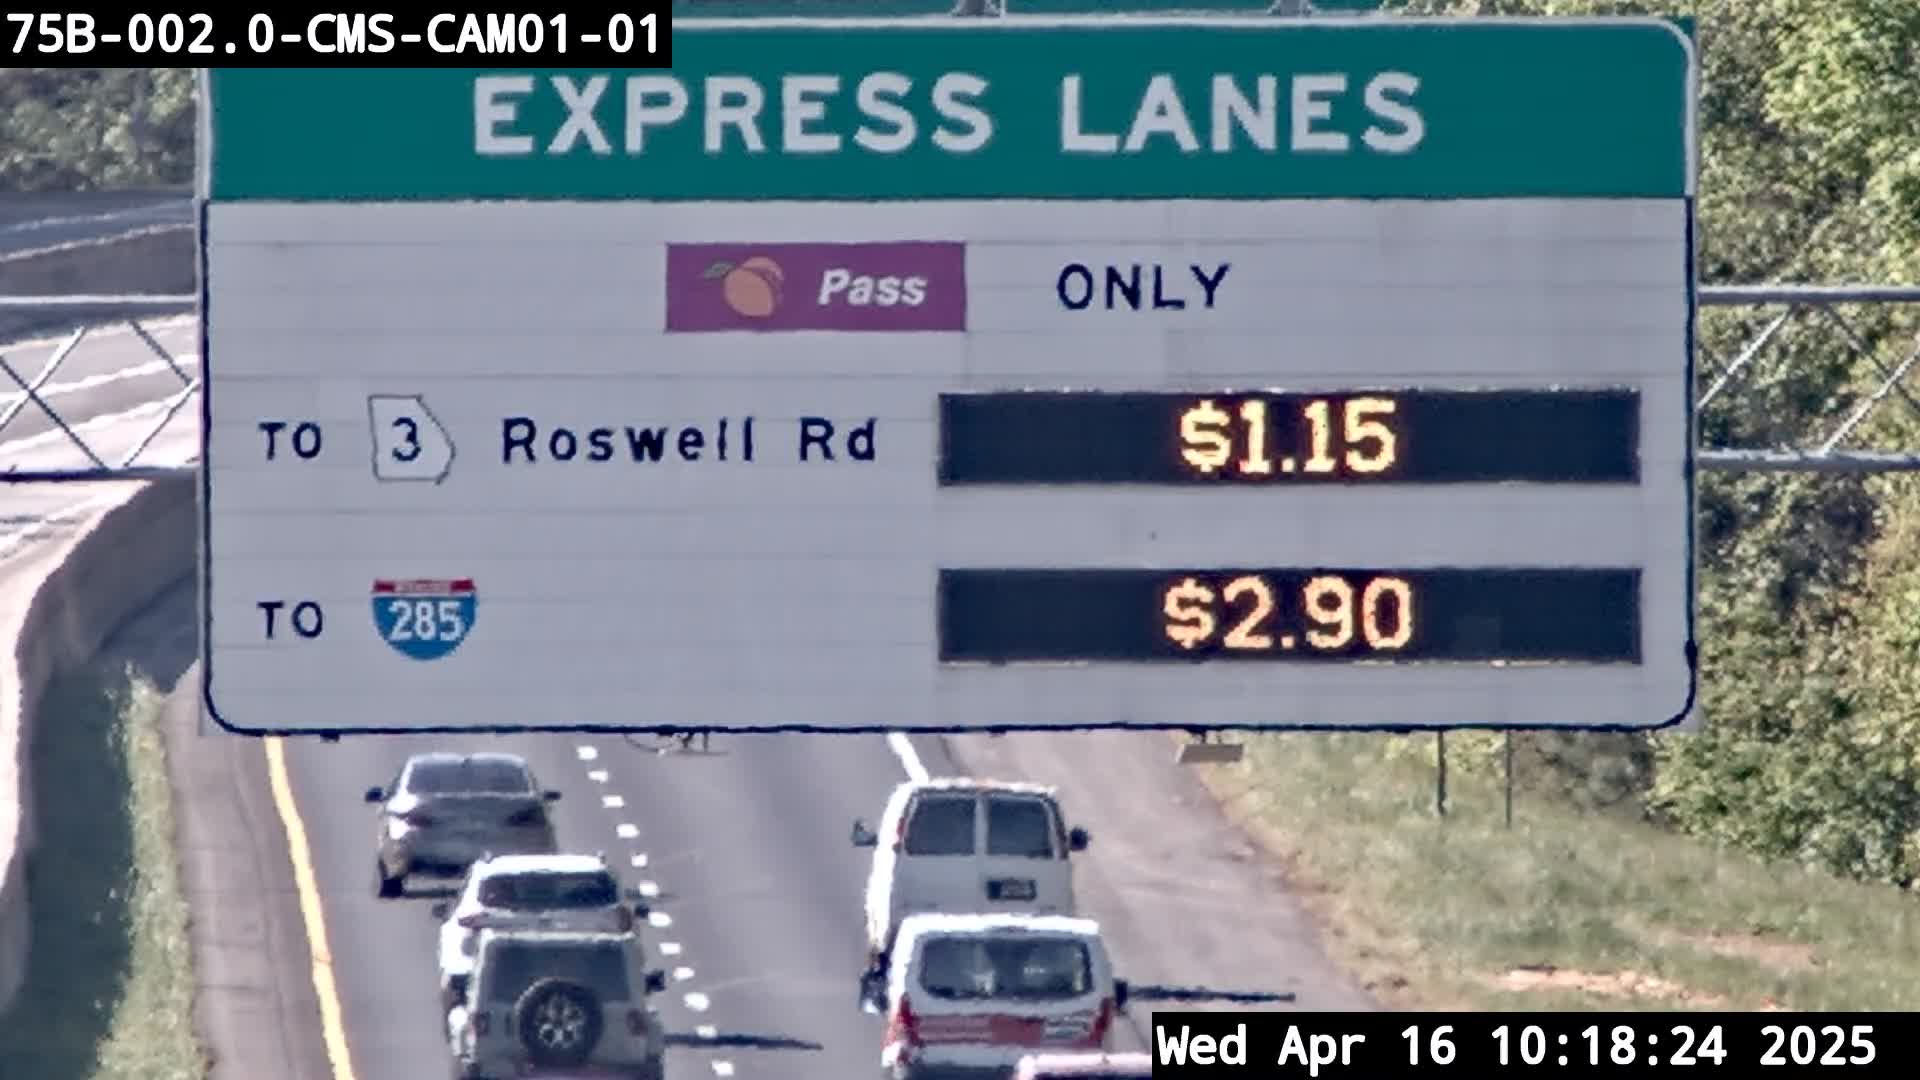 75B-002.0-CMS-CAM01-01
EXPRESS LANES
Pass ONLY
TO 3 Roswell Rd $1.15
TO 285 $2.90
Wed Apr 16 10:18:24 2025